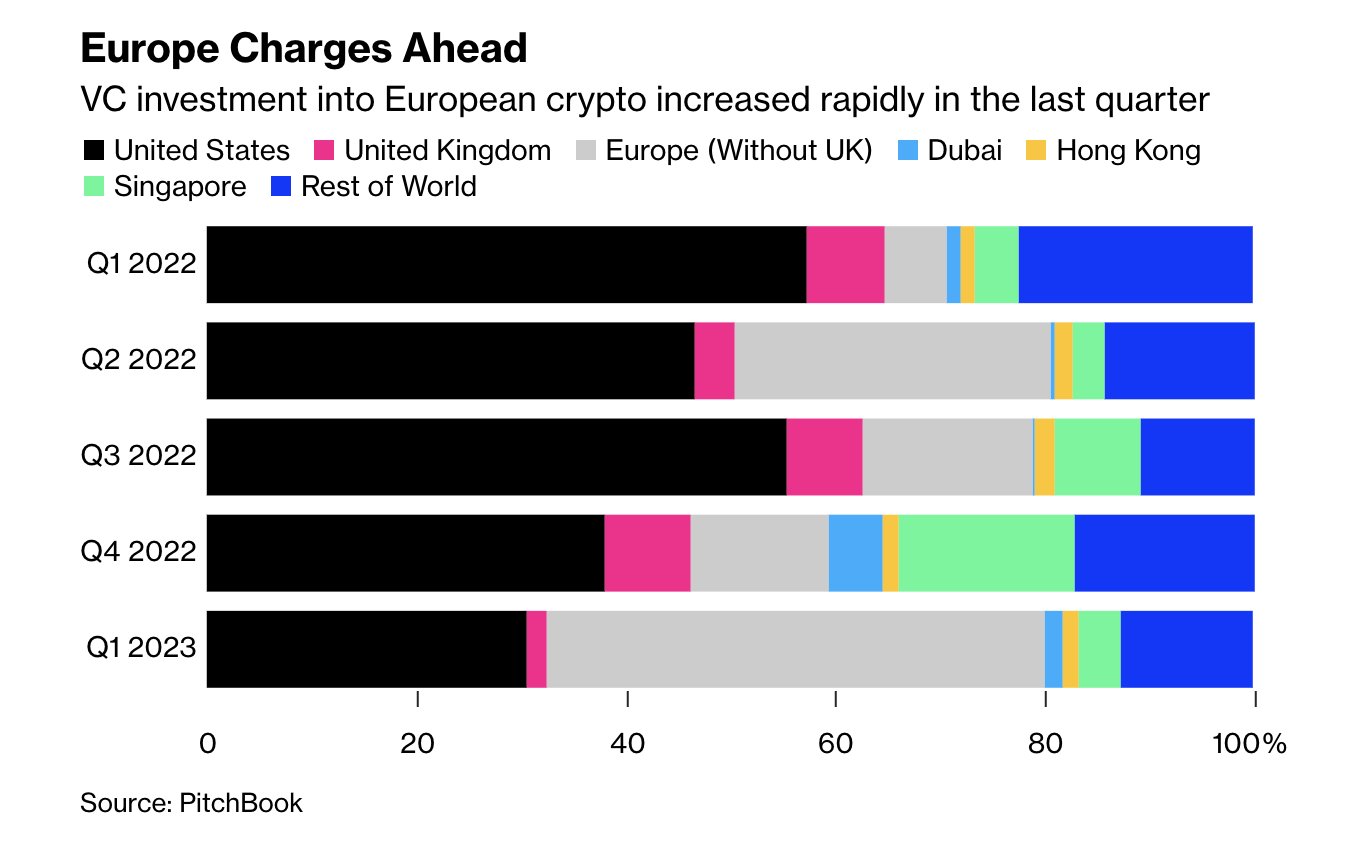 Europe Charges Ahead
VC investment into European crypto increased rapidly in the last quarter
United States United Kingdom Europe (Without UK) Dubai Hong Kong
Singapore Rest of World
Q1 2022
Q2 2022
Q3 2022
Q4 2022
Q1 2023
0 20 40 60 80 100%
Source: PitchBook